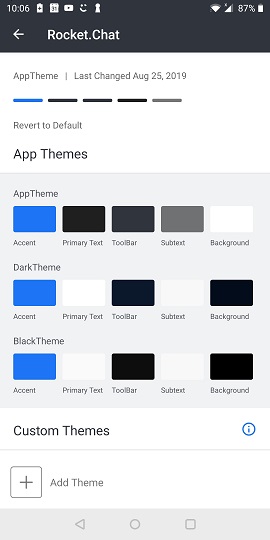 10:06 31 87%
Rocket.Chat
AppTheme | Last Changed Aug 25, 2019
Revert to Default
App Themes
AppTheme
Accent Primary Text ToolBar Subtext Background
DarkTheme
Accent Primary Text ToolBar Subtext Background
BlackTheme
Accent Primary Text ToolBar Subtext Background
Custom Themes
Add Theme